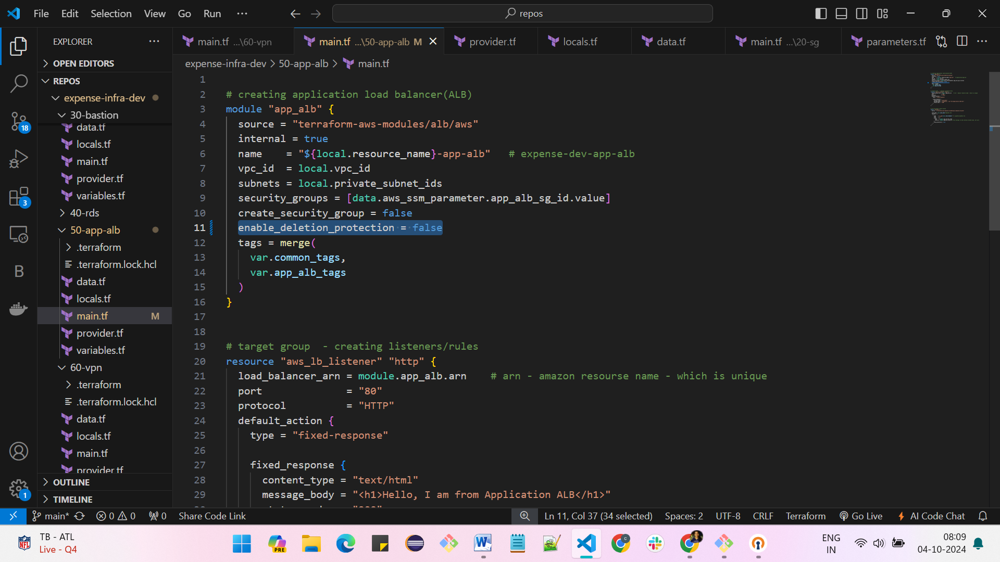 File Edit Selection View Go Run ···
repos
EXPLORER ···
OPEN EDITORS
REPOS
expense-infra-dev
30-bastion
data.tf
locals.tf
main.tf
provider.tf
variables.tf
40-rds
50-app-alb
.terraform
.terraform.lock.hcl
data.tf
locals.tf
main.tf M
provider.tf
variables.tf
60-vpn
.terraform
.terraform.lock.hcl
data.tf
locals.tf
main.tf
provider.tf
OUTLINE
TIMELINE
18
3
B
1
main.tf ...\60-vpn main.tf ...\50-app-alb M provider.tf locals.tf data.tf main.tf ...\20-sg parameters.tf ···
expense-infra-dev > 50-app-alb > main.tf
1
2 # creating application load balancer(ALB)
3 module "app_alb" {
4 source = "terraform-aws-modules/alb/aws"
5 internal = true
6 name    = "${local.resource_name}-app-alb"   # expense-dev-app-alb
7 vpc_id  = local.vpc_id
8 subnets = local.private_subnet_ids
9 security_groups = [data.aws_ssm_parameter.app_alb_sg_id.value]
10 create_security_group = false
11 enable_deletion_protection = false
12 tags = merge(
13 var.common_tags,
14 var.app_alb_tags
15 )
16 }
17
18
19 # target group  - creating listeners/rules
20 resource "aws_lb_listener" "http" {
21 load_balancer_arn = module.app_alb.arn    # arn - amazon resourse name - which is unique
22 port              = "80"
23 protocol          = "HTTP"
24 default_action {
25 type = "fixed-response"
26
27 fixed_response {
28 content_type = "text/html"
29 message_body = "<h1>Hello, I am from Application ALB</h1>"
main* 0 0 0 Share Code Link Ln 11, Col 37 (34 selected) Spaces: 2 UTF-8 CRLF Terraform Go Live AI Code Chat
NFL
TB - ATL
Live - Q4
PRE
W
C
ENG
IN
08:09
04-10-2024